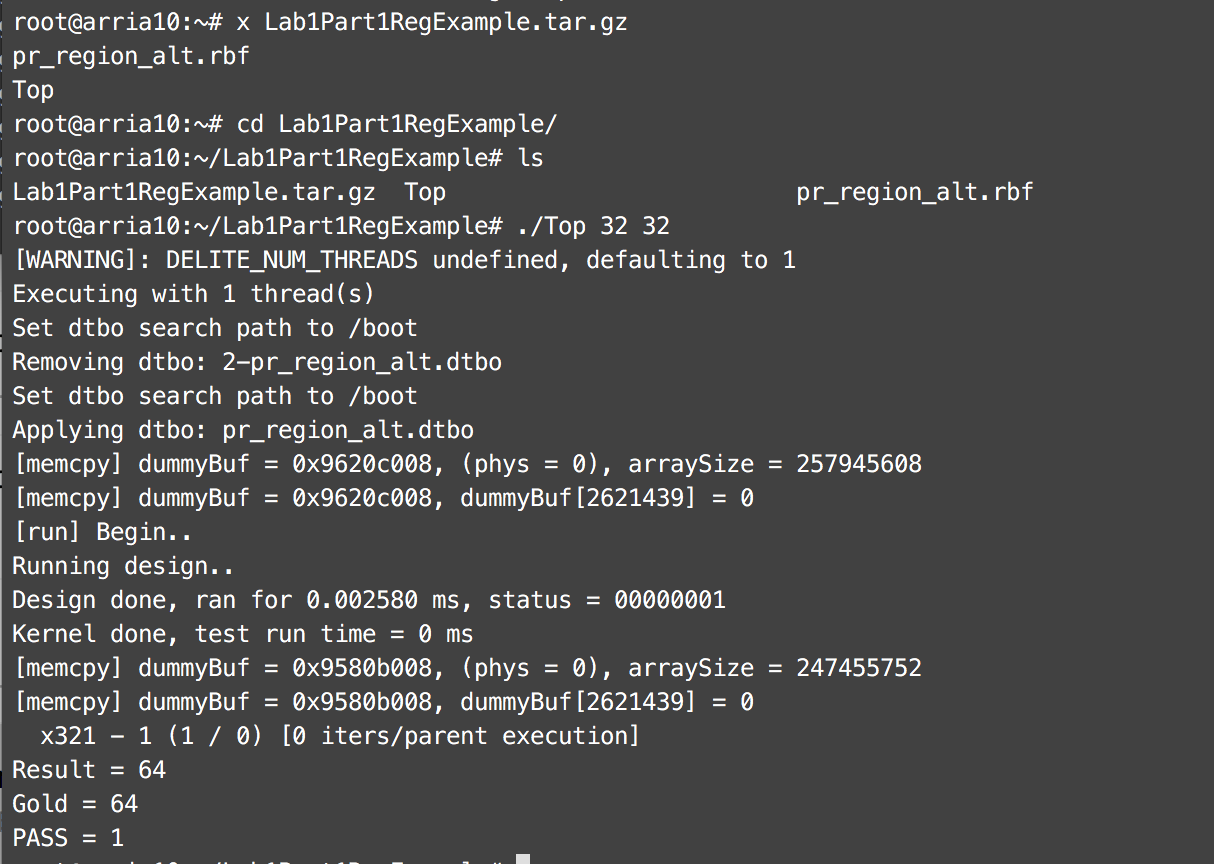 root@arria10:~# x Lab1Part1RegExample.tar.gz
pr_region_alt.rbf
Top
root@arria10:~# cd Lab1Part1RegExample/
root@arria10:~/Lab1Part1RegExample# ls
Lab1Part1RegExample.tar.gz  Top                         pr_region_alt.rbf
root@arria10:~/Lab1Part1RegExample# ./Top 32 32
[WARNING]: DELITE_NUM_THREADS undefined, defaulting to 1
Executing with 1 thread(s)
Set dtbo search path to /boot
Removing dtbo: 2-pr_region_alt.dtbo
Set dtbo search path to /boot
Applying dtbo: pr_region_alt.dtbo
[memcpy] dummyBuf = 0x9620c008, (phys = 0), arraySize = 257945608
[memcpy] dummyBuf = 0x9620c008, dummyBuf[2621439] = 0
[run] Begin..
Running design..
Design done, ran for 0.002580 ms, status = 00000001
Kernel done, test run time = 0 ms
[memcpy] dummyBuf = 0x9580b008, (phys = 0), arraySize = 247455752
[memcpy] dummyBuf = 0x9580b008, dummyBuf[2621439] = 0
  x321 - 1 (1 / 0) [0 iters/parent execution]
Result = 64
Gold = 64
PASS = 1